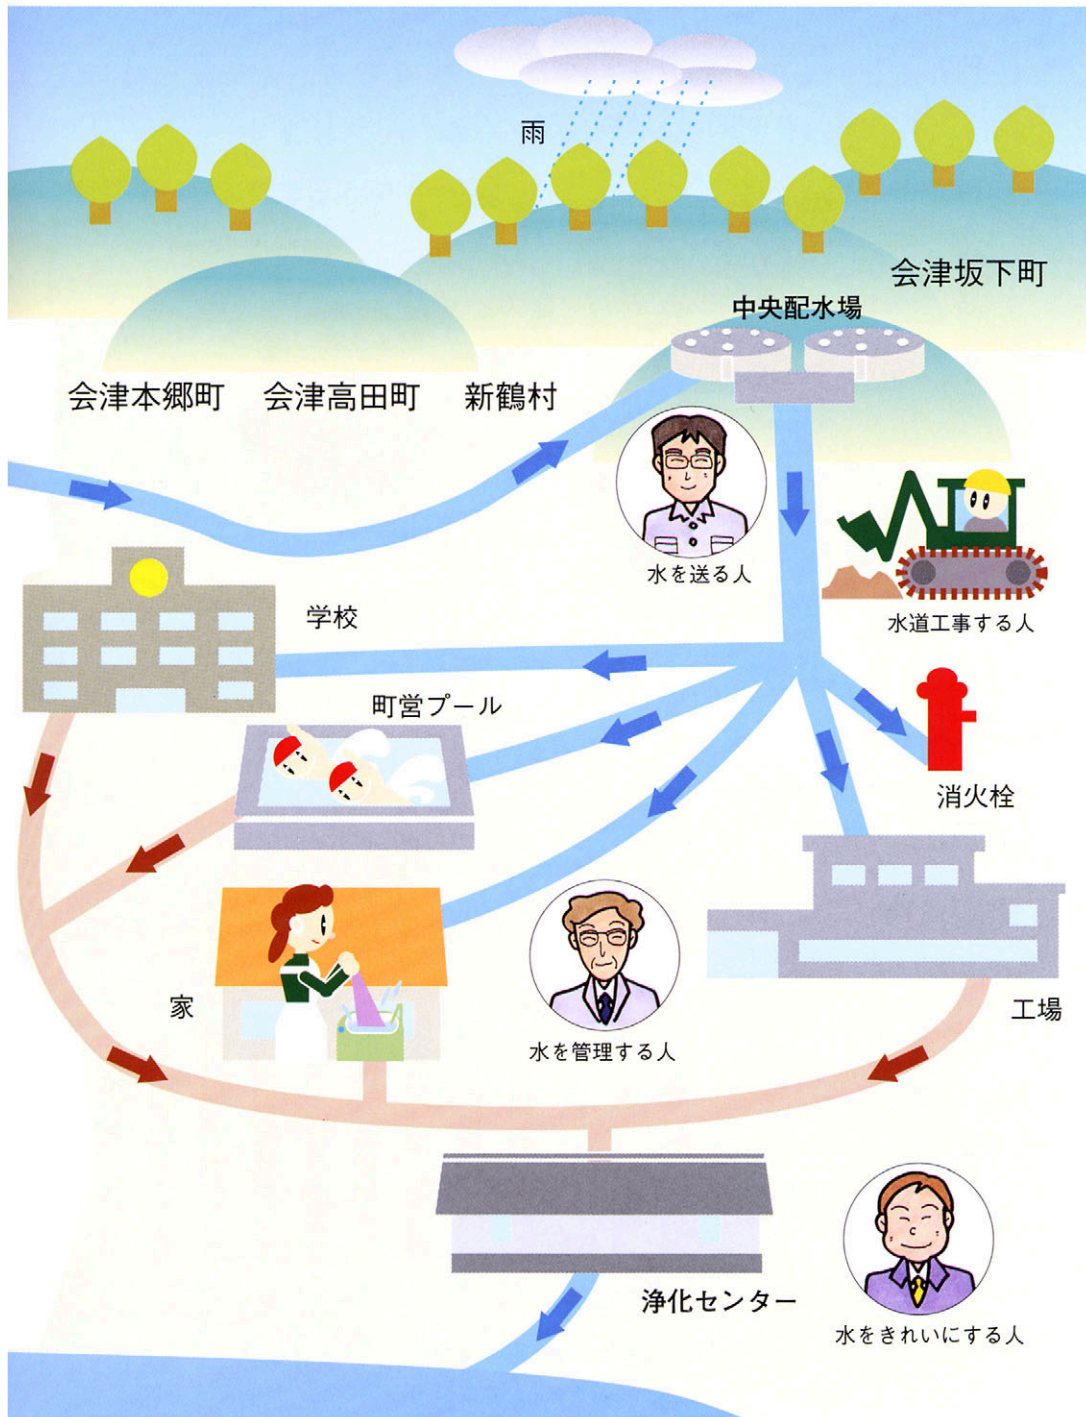 雨
会津坂下町
中央配水場
会津本郷町 会津高田町 新鶴村
水を送る人
水道工事する人
学校
町営プール
消火栓
家
水を管理する人
工場
浄化センター
水をきれいにする人